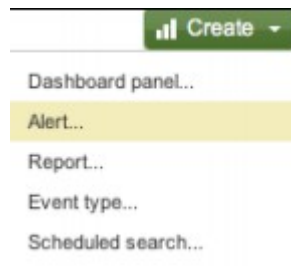 Create
Dashboard panel...
Alert...
Report...
Event type...
Scheduled search...